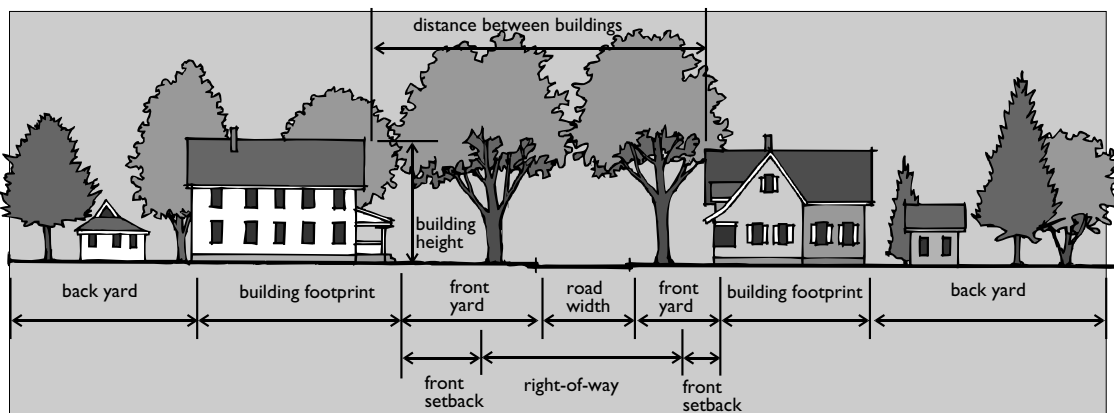 distance between buildings
building
height
back yard
building footprint
front
yard
road
width
front
yard
building footprint
back yard
front
setback
right-of-way
front
setback